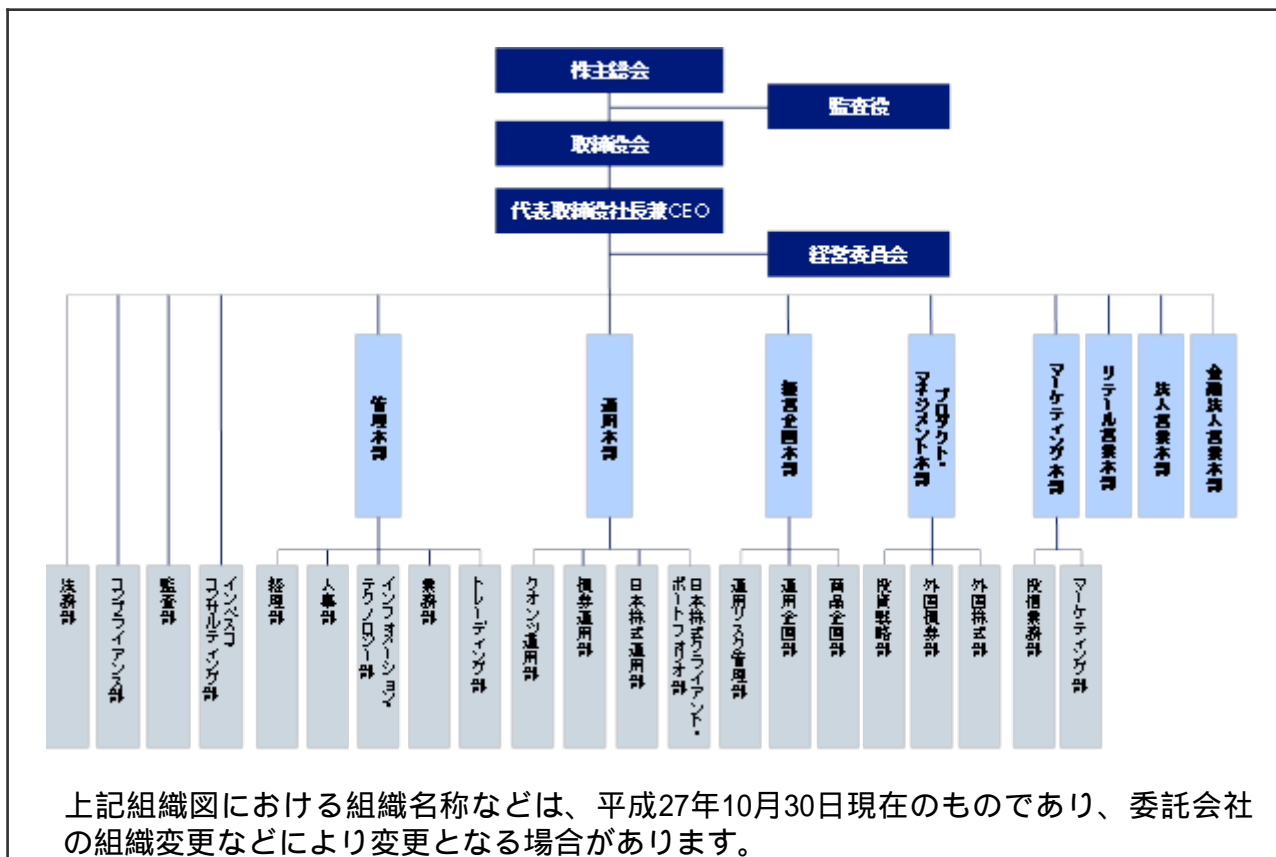 株主総会
監査役
取締役会
代表取締役社長兼CEO
経営委員会
管理本部
運用本部
経営企画本部
プロダクト・
マネジメント本部
マーケティング本部
リテール営業本部
法人営業本部
金融法人営業本部
法務部
コンプライアンス部
監査部
インベスコ
コンサルティング部
経理部
人事部
インフォメーション・
テクノロジー部
業務部
トレーディング部
クオンツ運用部
債券運用部
日本株式運用部
日本株式クライアント・
ポートフォリオ部
運用リスク管理部
運用企画部
商品企画部
投資戦略部
外国債券部
外国株式部
投信業務部
マーケティング部
上記組織図における組織名称などは、平成27年10月30日現在のものであり、委託会社
の組織変更などにより変更となる場合があります。